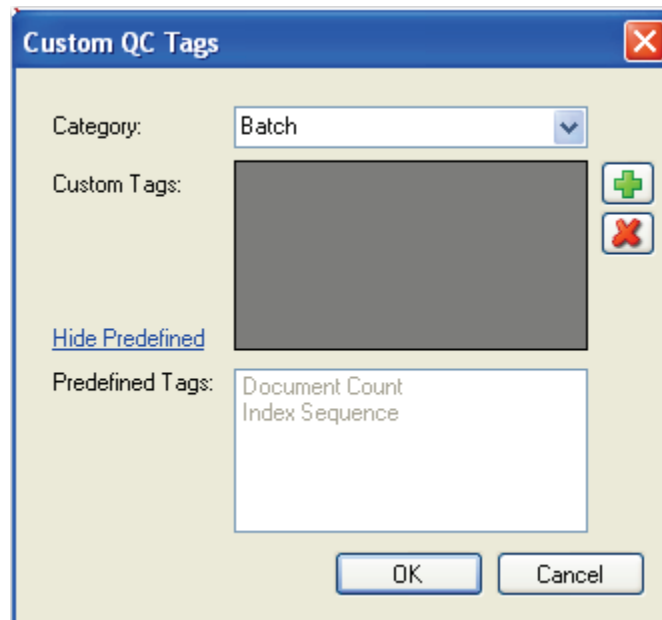 Custom QC Tags
Category:
Batch
Custom Tags:
Hide Predefined
Predefined Tags:
Document Count
Index Sequence
OK
Cancel